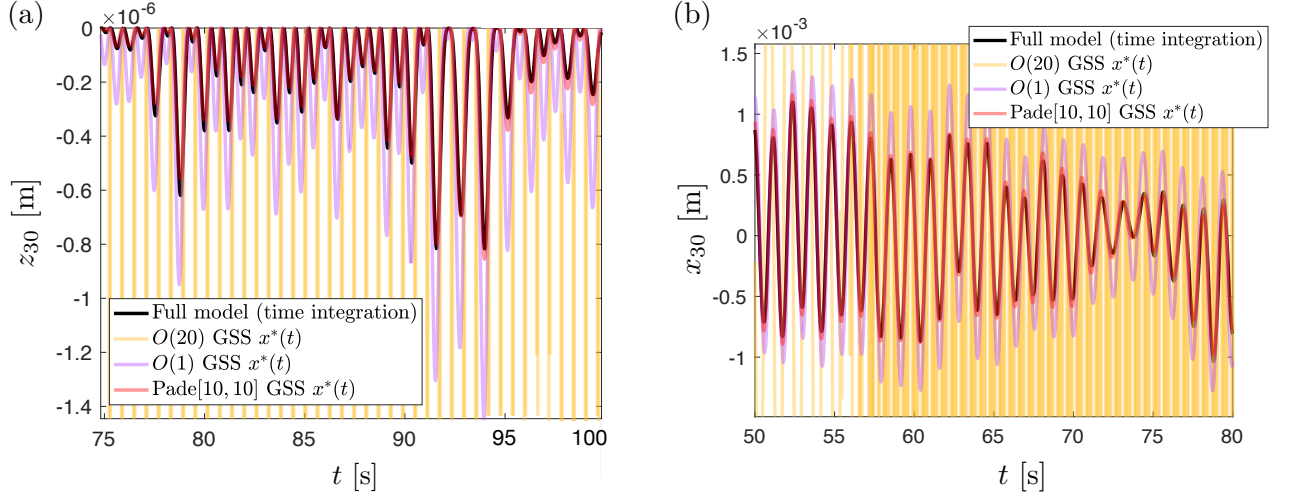 (a)
×10⁻⁶
0
-0.2
-0.4
-0.6
-0.8
-1
-1.2
-1.4
z₃₀ [m]
75 80 85 90 95 100
t [s]
Full model (time integration)
O(20) GSS x*(t)
O(1) GSS x*(t)
Pade[10, 10] GSS x*(t)
(b)
×10⁻³
1.5
1
0.5
0
-0.5
-1
x₃₀ [m]
50 55 60 65 70 75 80
t [s]
Full model (time integration)
O(20) GSS x*(t)
O(1) GSS x*(t)
Pade[10, 10] GSS x*(t)